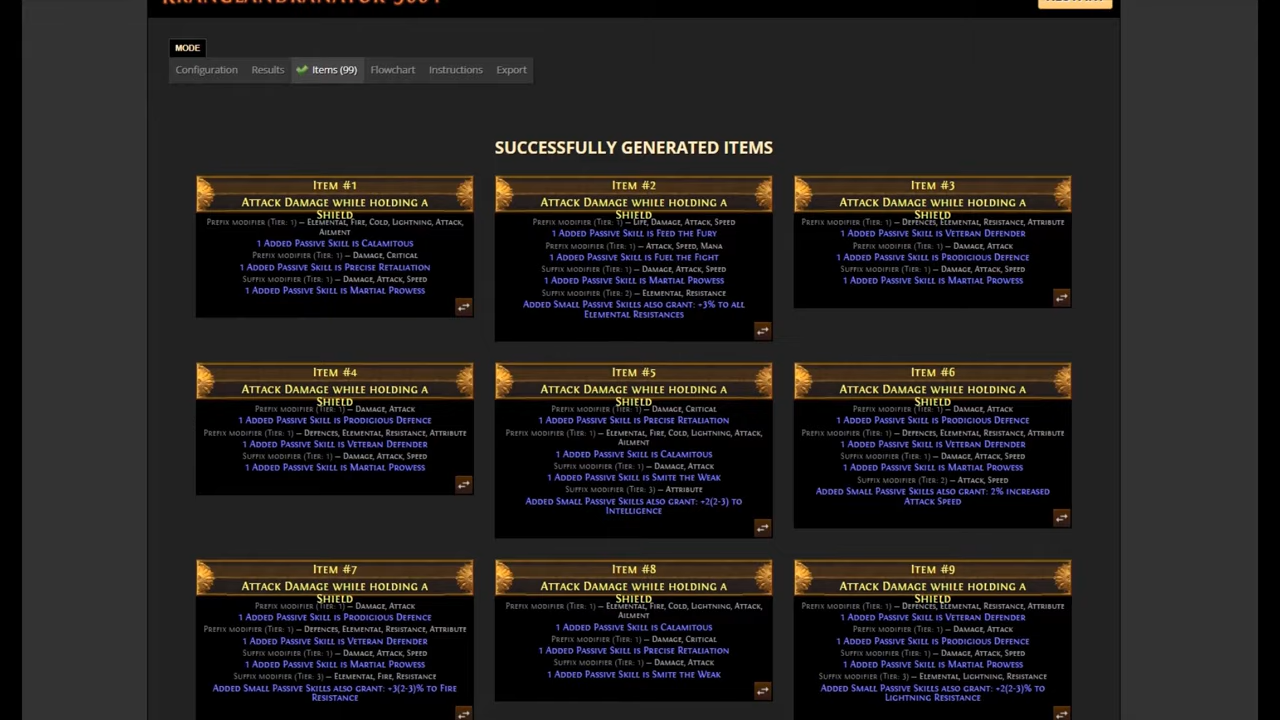 MODE
Configuration Results Items (99) Flowchart Instructions Export
SUCCESSFULLY GENERATED ITEMS
Item #1
Attack Damage while holding a
Shield
Prefix modifier (Tier: 1) — Elemental, Fire, Cold, Lightning, Attack,
Ailment
1 Added Passive Skill is Calamitous
Prefix modifier (Tier: 1) — Damage, Critical
1 Added Passive Skill is Precise Retaliation
Suffix modifier (Tier: 1) — Damage, Attack, Speed
1 Added Passive Skill is Martial Prowess
Item #2
Attack Damage while holding a
Shield
Prefix modifier (Tier: 1) — Life, Damage, Attack, Speed
1 Added Passive Skill is Feed the Fury
Prefix modifier (Tier: 1) — Attack, Speed, Mana
1 Added Passive Skill is Fuel the Fight
Suffix modifier (Tier: 1) — Damage, Attack, Speed
1 Added Passive Skill is Martial Prowess
Suffix modifier (Tier: 2) — Elemental, Resistance
Added Small Passive Skills also grant: +3% to all
Elemental Resistances
Item #3
Attack Damage while holding a
Shield
Prefix modifier (Tier: 1) — Defences, Elemental, Resistance, Attribute
1 Added Passive Skill is Veteran Defender
Prefix modifier (Tier: 1) — Damage, Attack
1 Added Passive Skill is Prodigious Defence
Suffix modifier (Tier: 1) — Damage, Attack, Speed
1 Added Passive Skill is Martial Prowess
Item #4
Attack Damage while holding a
Shield
Prefix modifier (Tier: 1) — Damage, Attack
1 Added Passive Skill is Prodigious Defence
Prefix modifier (Tier: 1) — Defences, Elemental, Resistance, Attribute
1 Added Passive Skill is Veteran Defender
Suffix modifier (Tier: 1) — Damage, Attack, Speed
1 Added Passive Skill is Martial Prowess
Item #5
Attack Damage while holding a
Shield
Prefix modifier (Tier: 1) — Damage, Critical
1 Added Passive Skill is Precise Retaliation
Prefix modifier (Tier: 1) — Elemental, Fire, Cold, Lightning, Attack,
Ailment
1 Added Passive Skill is Calamitous
Suffix modifier (Tier: 1) — Damage, Attack
1 Added Passive Skill is Smite the Weak
Suffix modifier (Tier: 3) — Attribute
Added Small Passive Skills also grant: +2(2-3) to
Intelligence
Item #6
Attack Damage while holding a
Shield
Prefix modifier (Tier: 1) — Damage, Attack
1 Added Passive Skill is Prodigious Defence
Prefix modifier (Tier: 1) — Defences, Elemental, Resistance, Attribute
1 Added Passive Skill is Veteran Defender
Suffix modifier (Tier: 1) — Damage, Attack, Speed
1 Added Passive Skill is Martial Prowess
Suffix modifier (Tier: 2) — Attack, Speed
Added Small Passive Skills also grant: 2% increased
Attack Speed
Item #7
Attack Damage while holding a
Shield
Prefix modifier (Tier: 1) — Damage, Attack
1 Added Passive Skill is Prodigious Defence
Prefix modifier (Tier: 1) — Defences, Elemental, Resistance, Attribute
1 Added Passive Skill is Veteran Defender
Suffix modifier (Tier: 1) — Damage, Attack, Speed
1 Added Passive Skill is Martial Prowess
Suffix modifier (Tier: 3) — Elemental, Fire, Resistance
Added Small Passive Skills also grant: +3(2-3)% to Fire
Resistance
Item #8
Attack Damage while holding a
Shield
Prefix modifier (Tier: 1) — Elemental, Fire, Cold, Lightning, Attack,
Ailment
1 Added Passive Skill is Calamitous
Prefix modifier (Tier: 1) — Damage, Critical
1 Added Passive Skill is Precise Retaliation
Suffix modifier (Tier: 1) — Damage, Attack
1 Added Passive Skill is Smite the Weak
Item #9
Attack Damage while holding a
Shield
Prefix modifier (Tier: 1) — Defences, Elemental, Resistance, Attribute
1 Added Passive Skill is Veteran Defender
Prefix modifier (Tier: 1) — Damage, Attack
1 Added Passive Skill is Prodigious Defence
Suffix modifier (Tier: 1) — Damage, Attack, Speed
1 Added Passive Skill is Martial Prowess
Suffix modifier (Tier: 3) — Elemental, Lightning, Resistance
Added Small Passive Skills also grant: +2(2-3)% to
Lightning Resistance